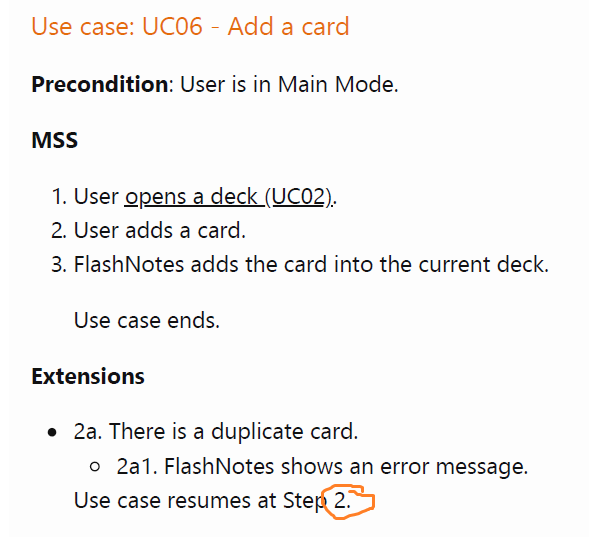 Use case: UC06 - Add a card
Precondition: User is in Main Mode.
MSS
1. User opens a deck (UC02).
2. User adds a card.
3. FlashNotes adds the card into the current deck.
Use case ends.
Extensions
• 2a. There is a duplicate card.
○ 2a1. FlashNotes shows an error message.
Use case resumes at Step 2.